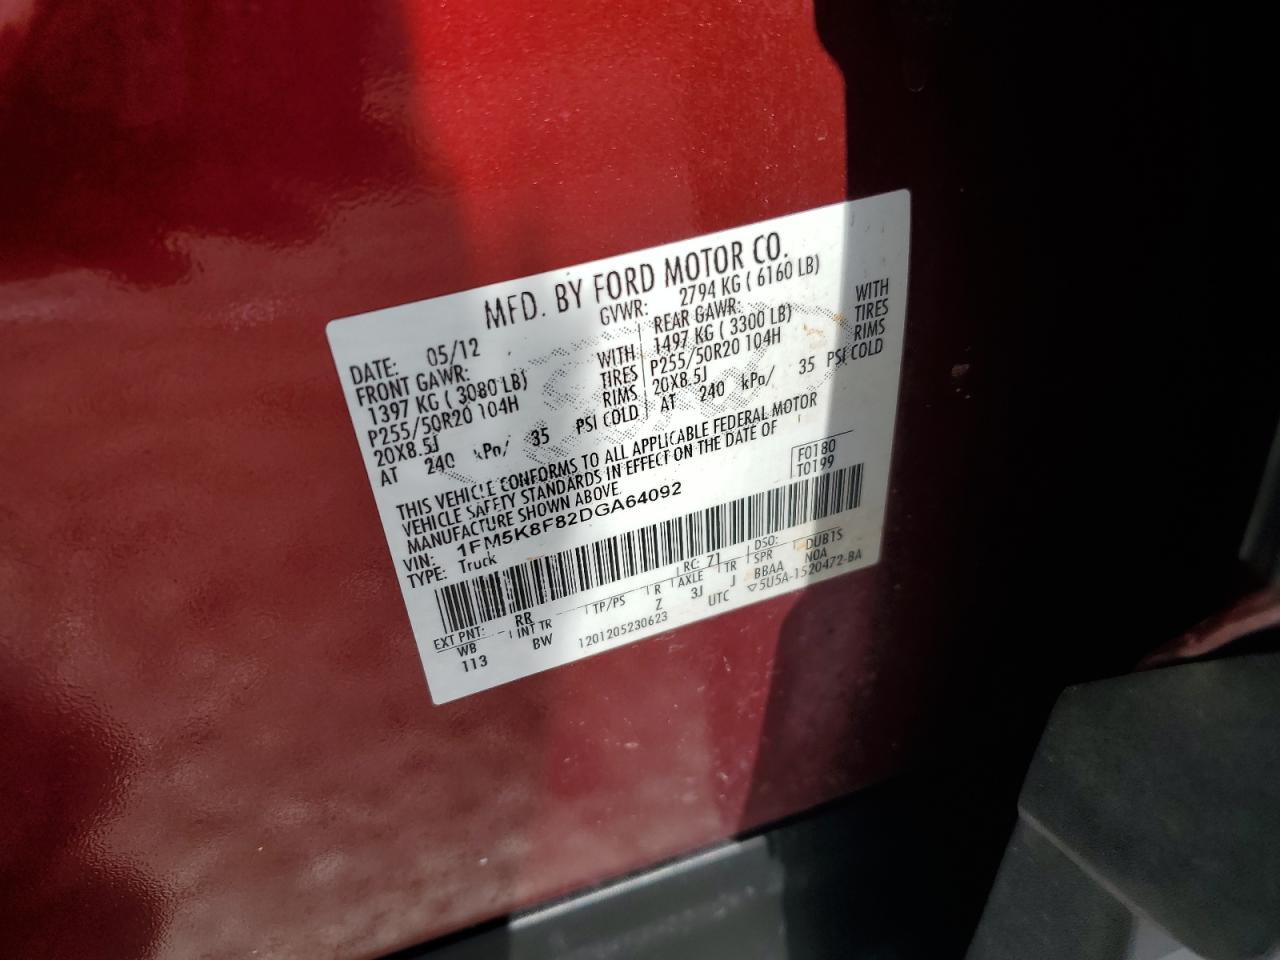 MFD. BY FORD MOTOR CO.
DATE: 05/12 GVWR: 2794 KG ( 6160 LB)
FRONT GAWR: REAR GAWR:
1397 KG ( 3080 LB) WITH 1497 KG ( 3300 LB) WITH
P255/50R20 104H TIRES P255/50R20 104H TIRES
20X8.5J RIMS 20X8.5J RIMS
AT 240 kPa/ 35 PSI COLD AT 240 kPa/ 35 PSI COLD
THIS VEHICLE CONFORMS TO ALL APPLICABLE FEDERAL MOTOR
VEHICLE SAFETY STANDARDS IN EFFECT ON THE DATE OF
MANUFACTURE SHOWN ABOVE.
VIN: 1FM5K8F82DGA64092 F0180
TYPE: Truck T0199
EXT PNT: RR RC: 71 DSO: DUB1S
WB INT TR TP/PS R AXLE TR SPR NOA
113 BW Z 3J J BBAA
1201205230623 UTC ▽5U5A-1520472-BA